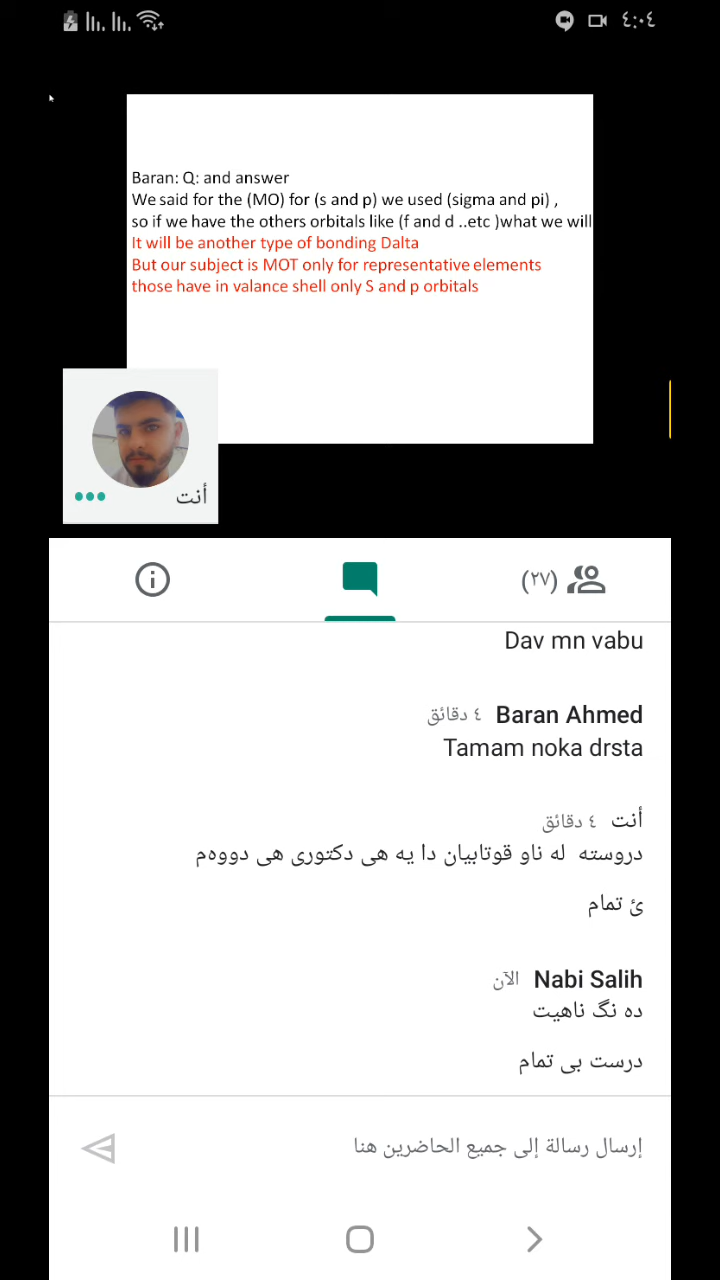 ٤:٠٤
Baran: Q: and answer
We said for the (MO) for (s and p) we used (sigma and pi) ,
so if we have the others orbitals like (f and d ..etc )what we will
It will be another type of bonding Dalta
But our subject is MOT only for representative elements
those have in valance shell only S and p orbitals
أنت
(٢٧)
Dav mn vabu
Baran Ahmed ٤ دقائق
Tamam noka drsta
أنت ٤ دقائق
دروسته له ناو قوتابیان دا یه هی دکتوری هی دووهم
ئ تمام
Nabi Salih الآن
ده نگ ناهیت
درست بی تمام
إرسال رسالة إلى جميع الحاضرين هنا